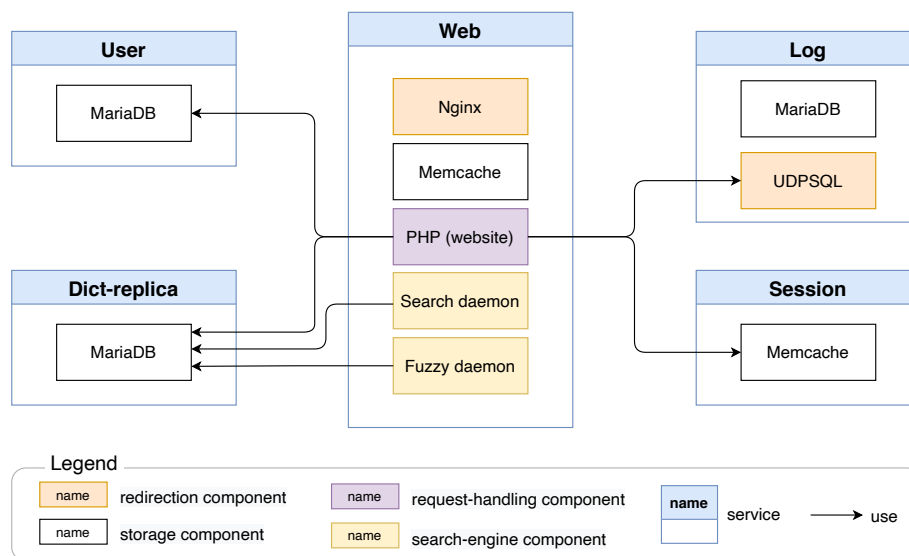 User
MariaDB
Dict-replica
MariaDB
Web
Nginx
Memcache
PHP (website)
Search daemon
Fuzzy daemon
Log
MariaDB
UDPSQL
Session
Memcache
Legend
name redirection component
name storage component
name request-handling component
name search-engine component
name service
use